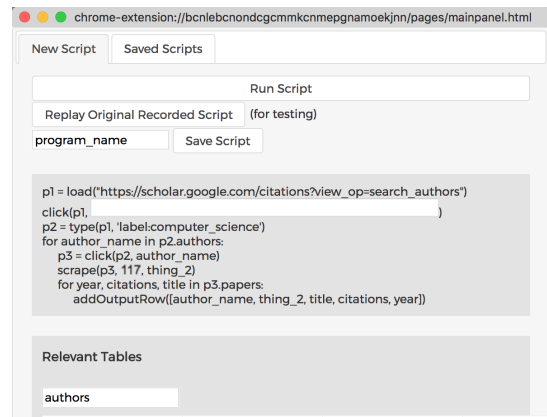 chrome-extension://bcnlebcnondcgcmmkcnmepgnamoekjnn/pages/mainpanel.html
New Script Saved Scripts
Run Script
Replay Original Recorded Script (for testing)
program_name Save Script
p1 = load("https://scholar.google.com/citations?view_op=search_authors")
click(p1, )
p2 = type(p1, 'label:computer_science')
for author_name in p2.authors:
p3 = click(p2, author_name)
scrape(p3, 117, thing_2)
for year, citations, title in p3.papers:
addOutputRow([author_name, thing_2, title, citations, year])
Relevant Tables
authors